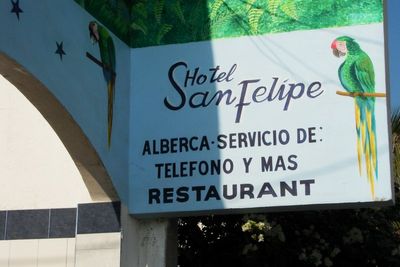 Hotel
San Felipe
ALBERCA-SERVICIO DE:
TELEFONO Y MAS
RESTAURANT